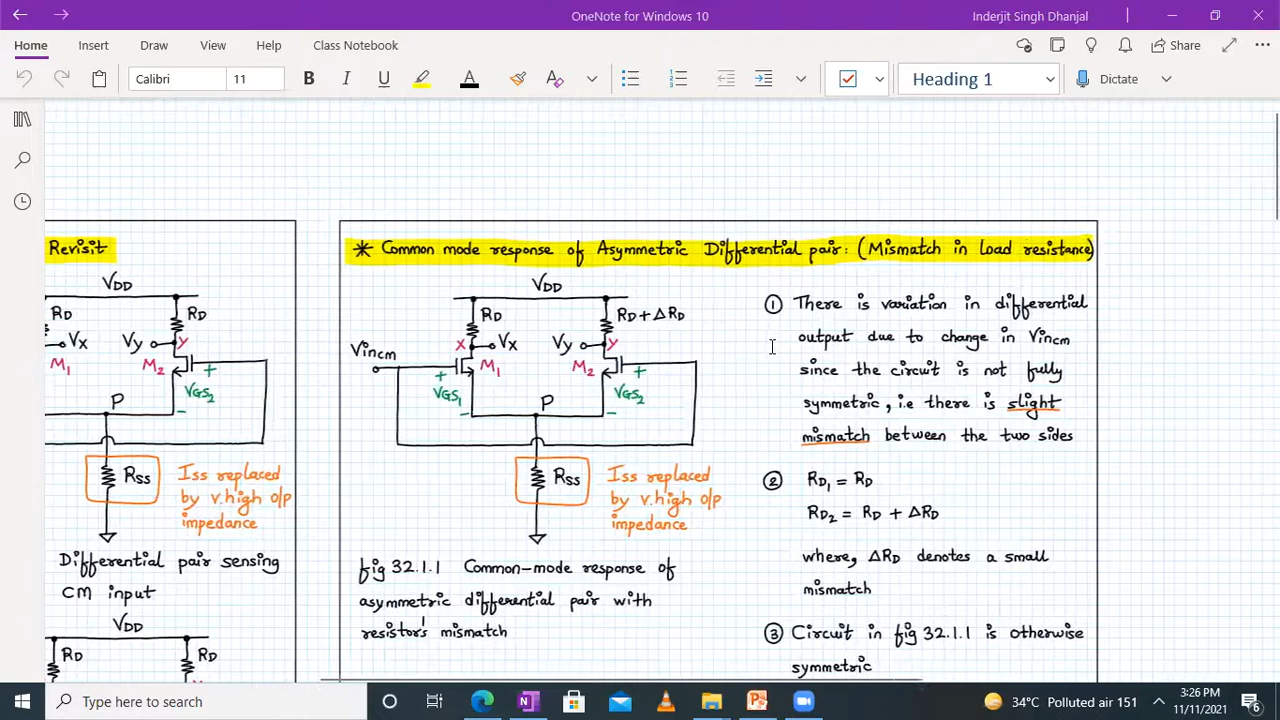 OneNote for Windows 10
Inderjit Singh Dhanjal
Home Insert Draw View Help Class Notebook
Share
Calibri 11 B I U A Heading 1 Dictate
Revisit
VDD
RD RD
Vx Vy Y
M1 M2 +
VGS2
P -
RSS
Iss replaced
by v.high o/p
impedance
Differential pair sensing
CM input
VDD
RD RD
* Common mode response of Asymmetric Differential pair: (Mismatch in Load resistance)
VDD
RD RD + ΔRD
X Vx Vy Y
Vincm
M1 M2
+ VGS1 - + VGS2 -
P
RSS
Iss replaced
by v.high o/p
impedance
fig 32.1.1 Common-mode response of
asymmetric differential pair with
resistors' mismatch
① There is variation in differential
output due to change in Vincm
since the circuit is not fully
symmetric, i.e there is slight
mismatch between the two sides
② RD1 = RD
RD2 = RD + ΔRD
where, ΔRD denotes a small
mismatch
③ Circuit in fig 32.1.1 is otherwise
symmetric
Type here to search
34°C Polluted air 151
3:26 PM
11/11/2021
6